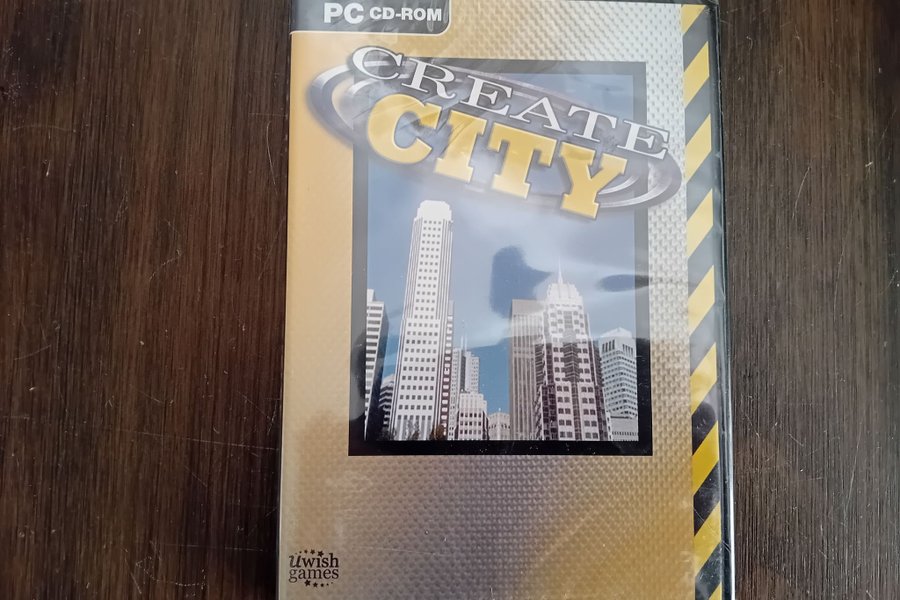 PC CD-ROM
CREATE
CITY
uwish
games